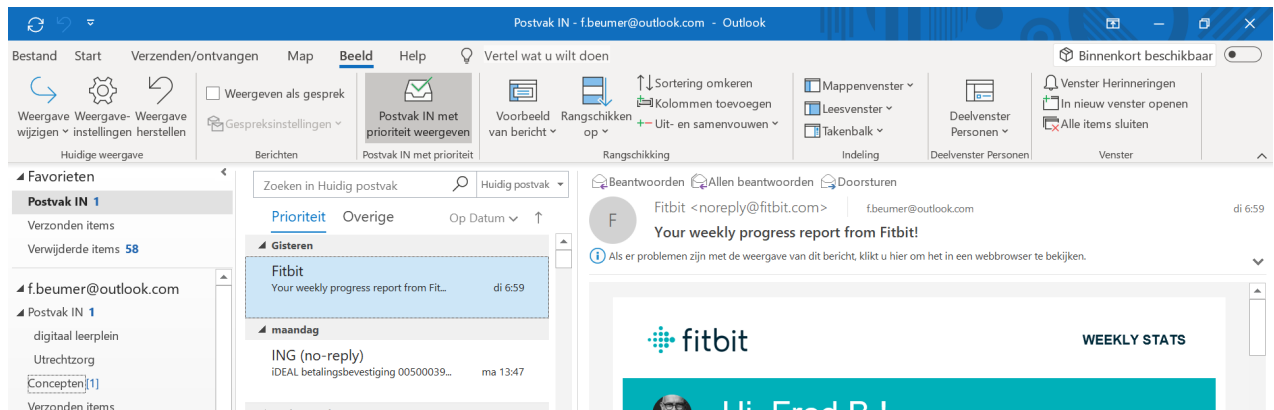 Postvak IN - f.beumer@outlook.com - Outlook
Bestand Start Verzenden/ontvangen Map Beeld Help Vertel wat u wilt doen Binnenkort beschikbaar
Weergave wijzigen
Weergave-instellingen
Weergave herstellen
Huidige weergave
Weergeven als gesprek
Gespreksinstellingen
Berichten
Postvak IN met
prioriteit weergeven
Postvak IN met prioriteit
Voorbeeld
van bericht
Rangschikken
op
Sortering omkeren
Kolommen toevoegen
Uit- en samenvouwen
Rangschikking
Mappenvenster
Leesvenster
Takenbalk
Indeling
Deelvenster
Personen
Deelvenster Personen
Venster Herinneringen
In nieuw venster openen
Alle items sluiten
Venster
Favorieten
Postvak IN 1
Verzonden items
Verwijderde items 58
f.beumer@outlook.com
Postvak IN 1
digitaal leerplein
Utrechtzorg
Concepten [1]
Verzonden items
Zoeken in Huidig postvak Huidig postvak
Prioriteit Overige Op Datum
Gisteren
Fitbit
Your weekly progress report from Fit... di 6:59
maandag
ING (no-reply)
iDEAL betalingsbevestiging 00500039... ma 13:47
Beantwoorden Allen beantwoorden Doorsturen
F
Fitbit <noreply@fitbit.com> f.beumer@outlook.com di 6:59
Your weekly progress report from Fitbit!
Als er problemen zijn met de weergave van dit bericht, klikt u hier om het in een webbrowser te bekijken.
fitbit WEEKLY STATS
Hi, Fred B.!